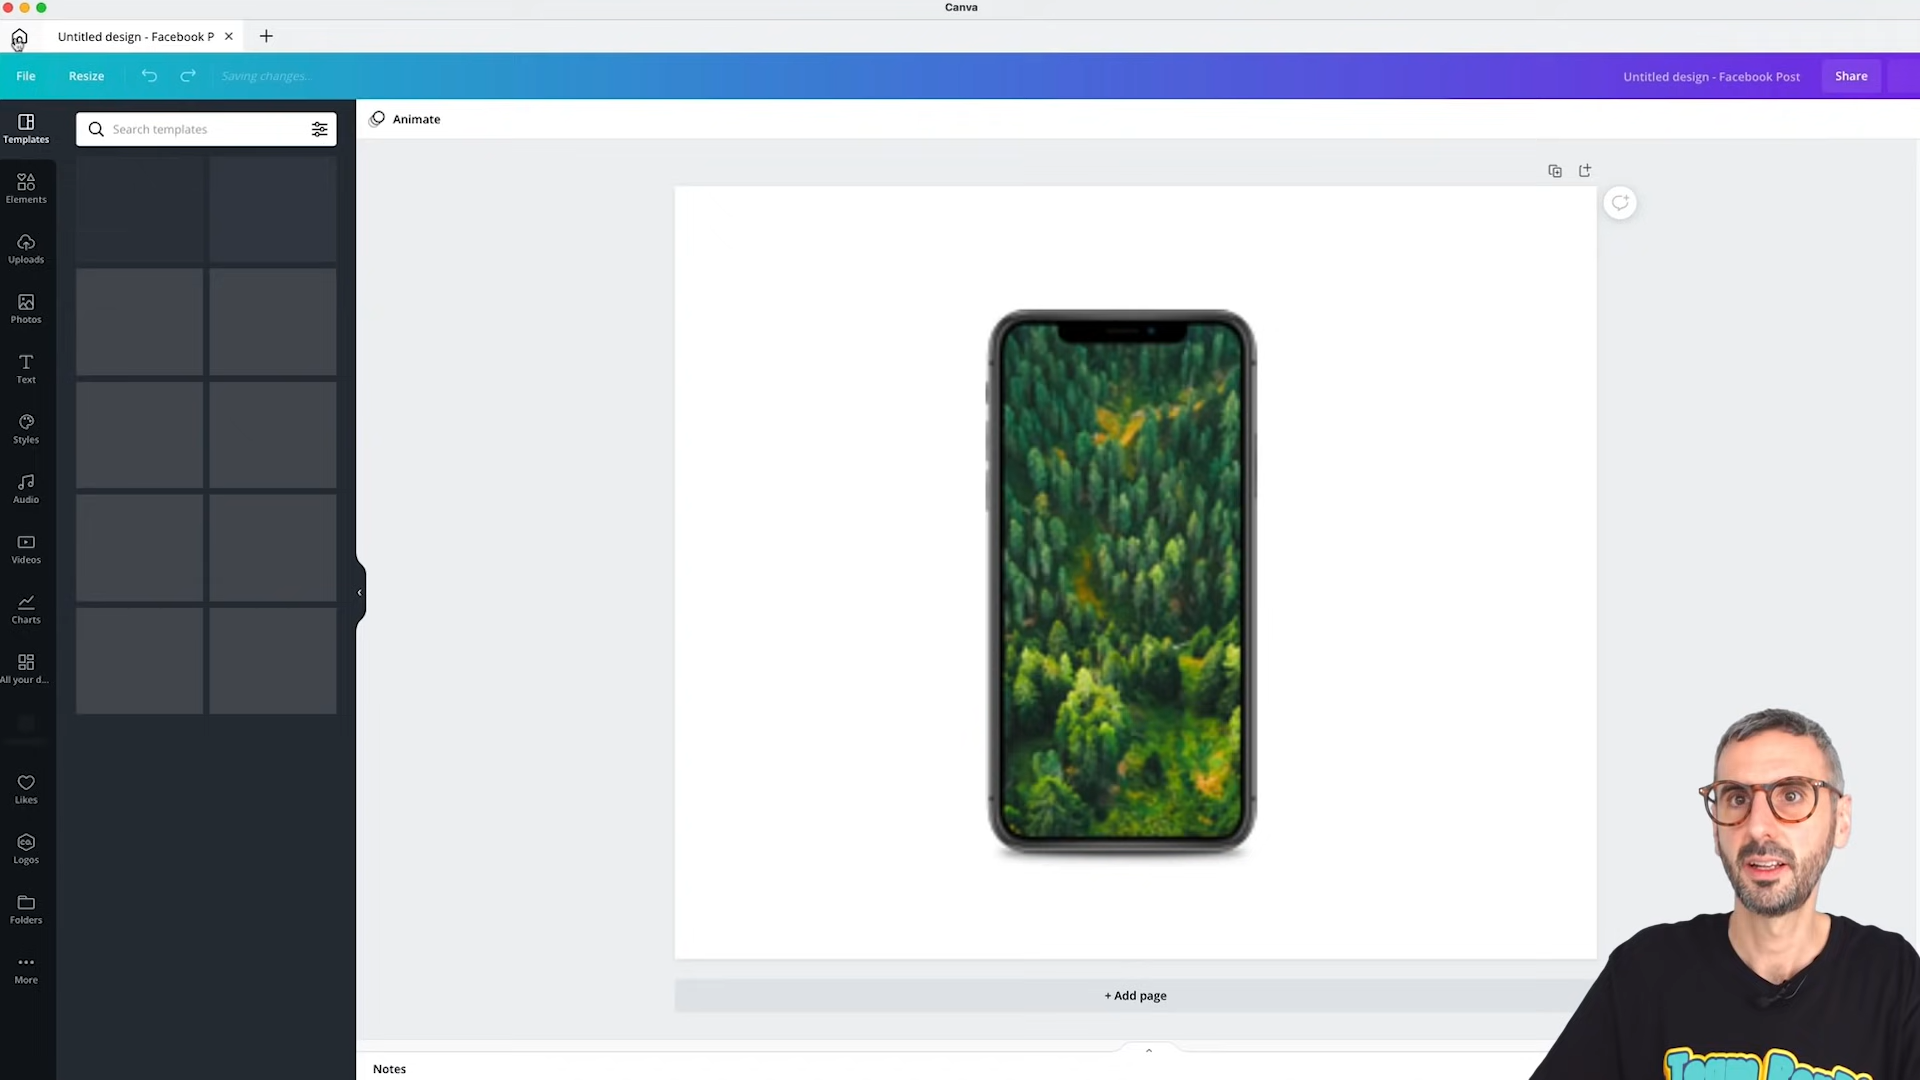 Canva
Untitled design - Facebook P
File
Resize
Saving changes...
Untitled design - Facebook Post
Share
Templates
Search templates
Animate
Elements
Uploads
Photos
Text
Styles
Audio
Videos
Charts
All your d...
Likes
CO.
Logos
Folders
More
+ Add page
Notes